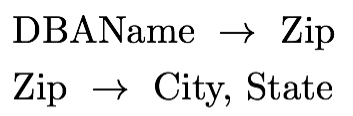 DBAName → Zip
Zip → City, State